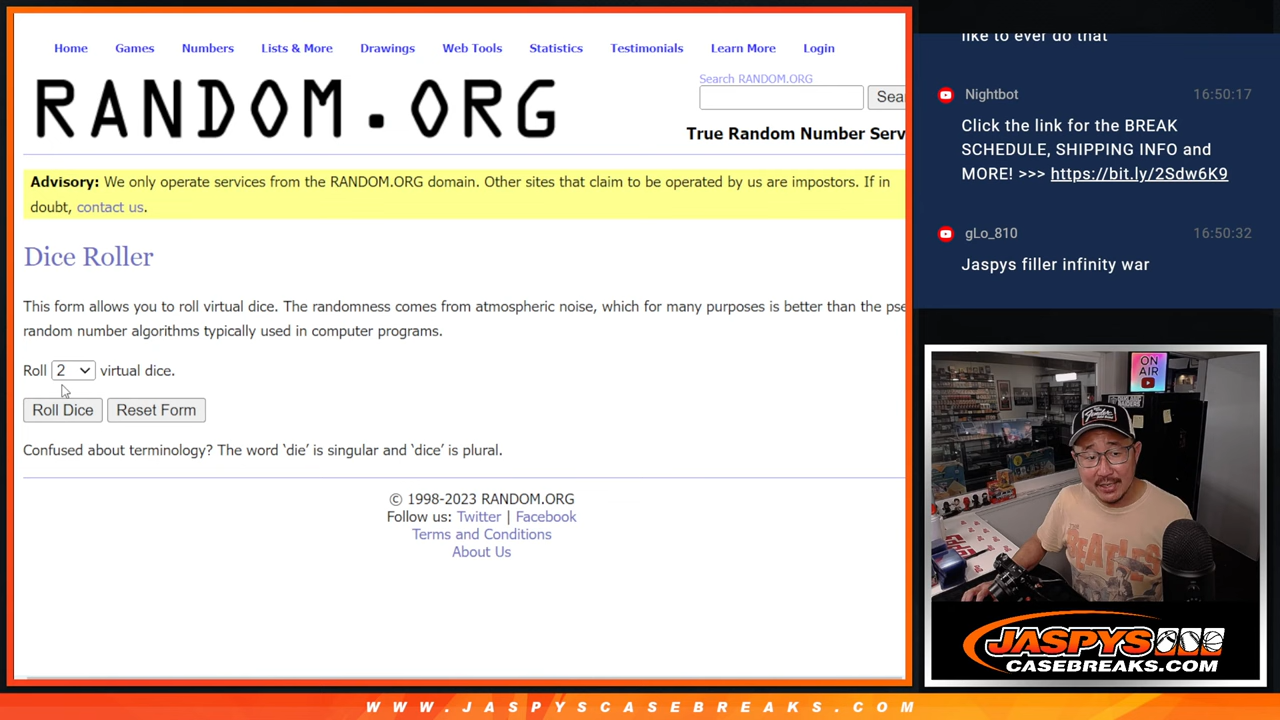 Home Games Numbers Lists & More Drawings Web Tools Statistics Testimonials Learn More Login
RANDOM.ORG
Search RANDOM.ORG
Sea
True Random Number Serv
Advisory: We only operate services from the RANDOM.ORG domain. Other sites that claim to be operated by us are impostors. If in
doubt, contact us.
Dice Roller
This form allows you to roll virtual dice. The randomness comes from atmospheric noise, which for many purposes is better than the pse
random number algorithms typically used in computer programs.
Roll 2 virtual dice.
Roll Dice Reset Form
Confused about terminology? The word ‘die’ is singular and ‘dice’ is plural.
© 1998-2023 RANDOM.ORG
Follow us: Twitter | Facebook
Terms and Conditions
About Us
like to ever do that
Nightbot 16:50:17
Click the link for the BREAK
SCHEDULE, SHIPPING INFO and
MORE! >>> https://bit.ly/2Sdw6K9
gLo_810 16:50:32
Jaspys filler infinity war
ON
AIR
Fender
BEATLES
JASPYS
CASEBREAKS.COM
WWW.JASPYSCASEBREAKS.COM